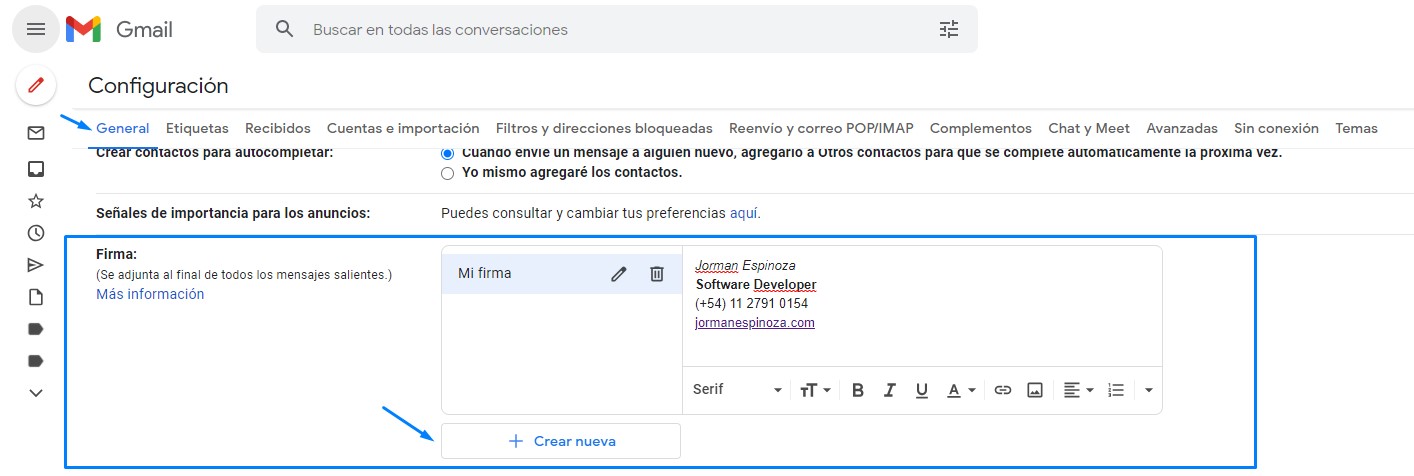 Gmail
Buscar en todas las conversaciones
Configuración
General Etiquetas Recibidos Cuentas e importación Filtros y direcciones bloqueadas Reenvío y correo POP/IMAP Complementos Chat y Meet Avanzadas Sin conexión Temas
Crear contactos para autocompletar: Cuando envíe un mensaje a alguien nuevo, agregarlo a Otros contactos para que se complete automáticamente la próxima vez.
Yo mismo agregaré los contactos.
Señales de importancia para los anuncios: Puedes consultar y cambiar tus preferencias aquí.
Firma:
(Se adjunta al final de todos los mensajes salientes.)
Más información
Mi firma
Jorman Espinoza
Software Developer
(+54) 11 2791 0154
jormanespinoza.com
Serif
Crear nueva